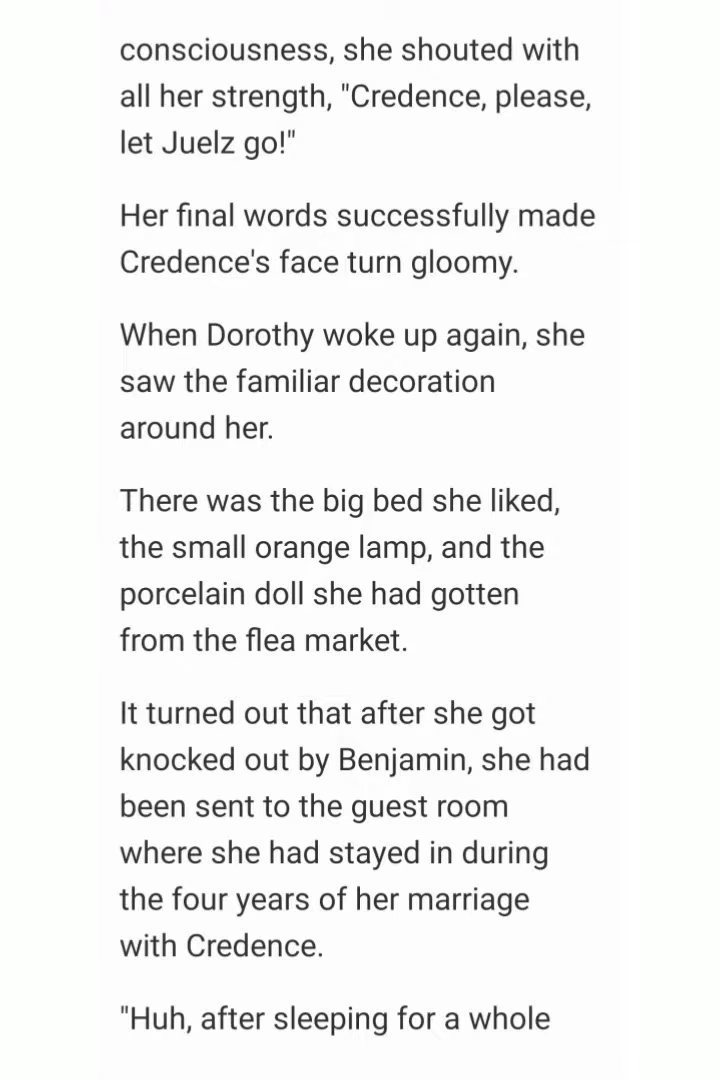 consciousness, she shouted with
all her strength, "Credence, please,
let Juelz go!"
Her final words successfully made
Credence's face turn gloomy.
When Dorothy woke up again, she
saw the familiar decoration
around her.
There was the big bed she liked,
the small orange lamp, and the
porcelain doll she had gotten
from the flea market.
It turned out that after she got
knocked out by Benjamin, she had
been sent to the guest room
where she had stayed in during
the four years of her marriage
with Credence.
"Huh, after sleeping for a whole